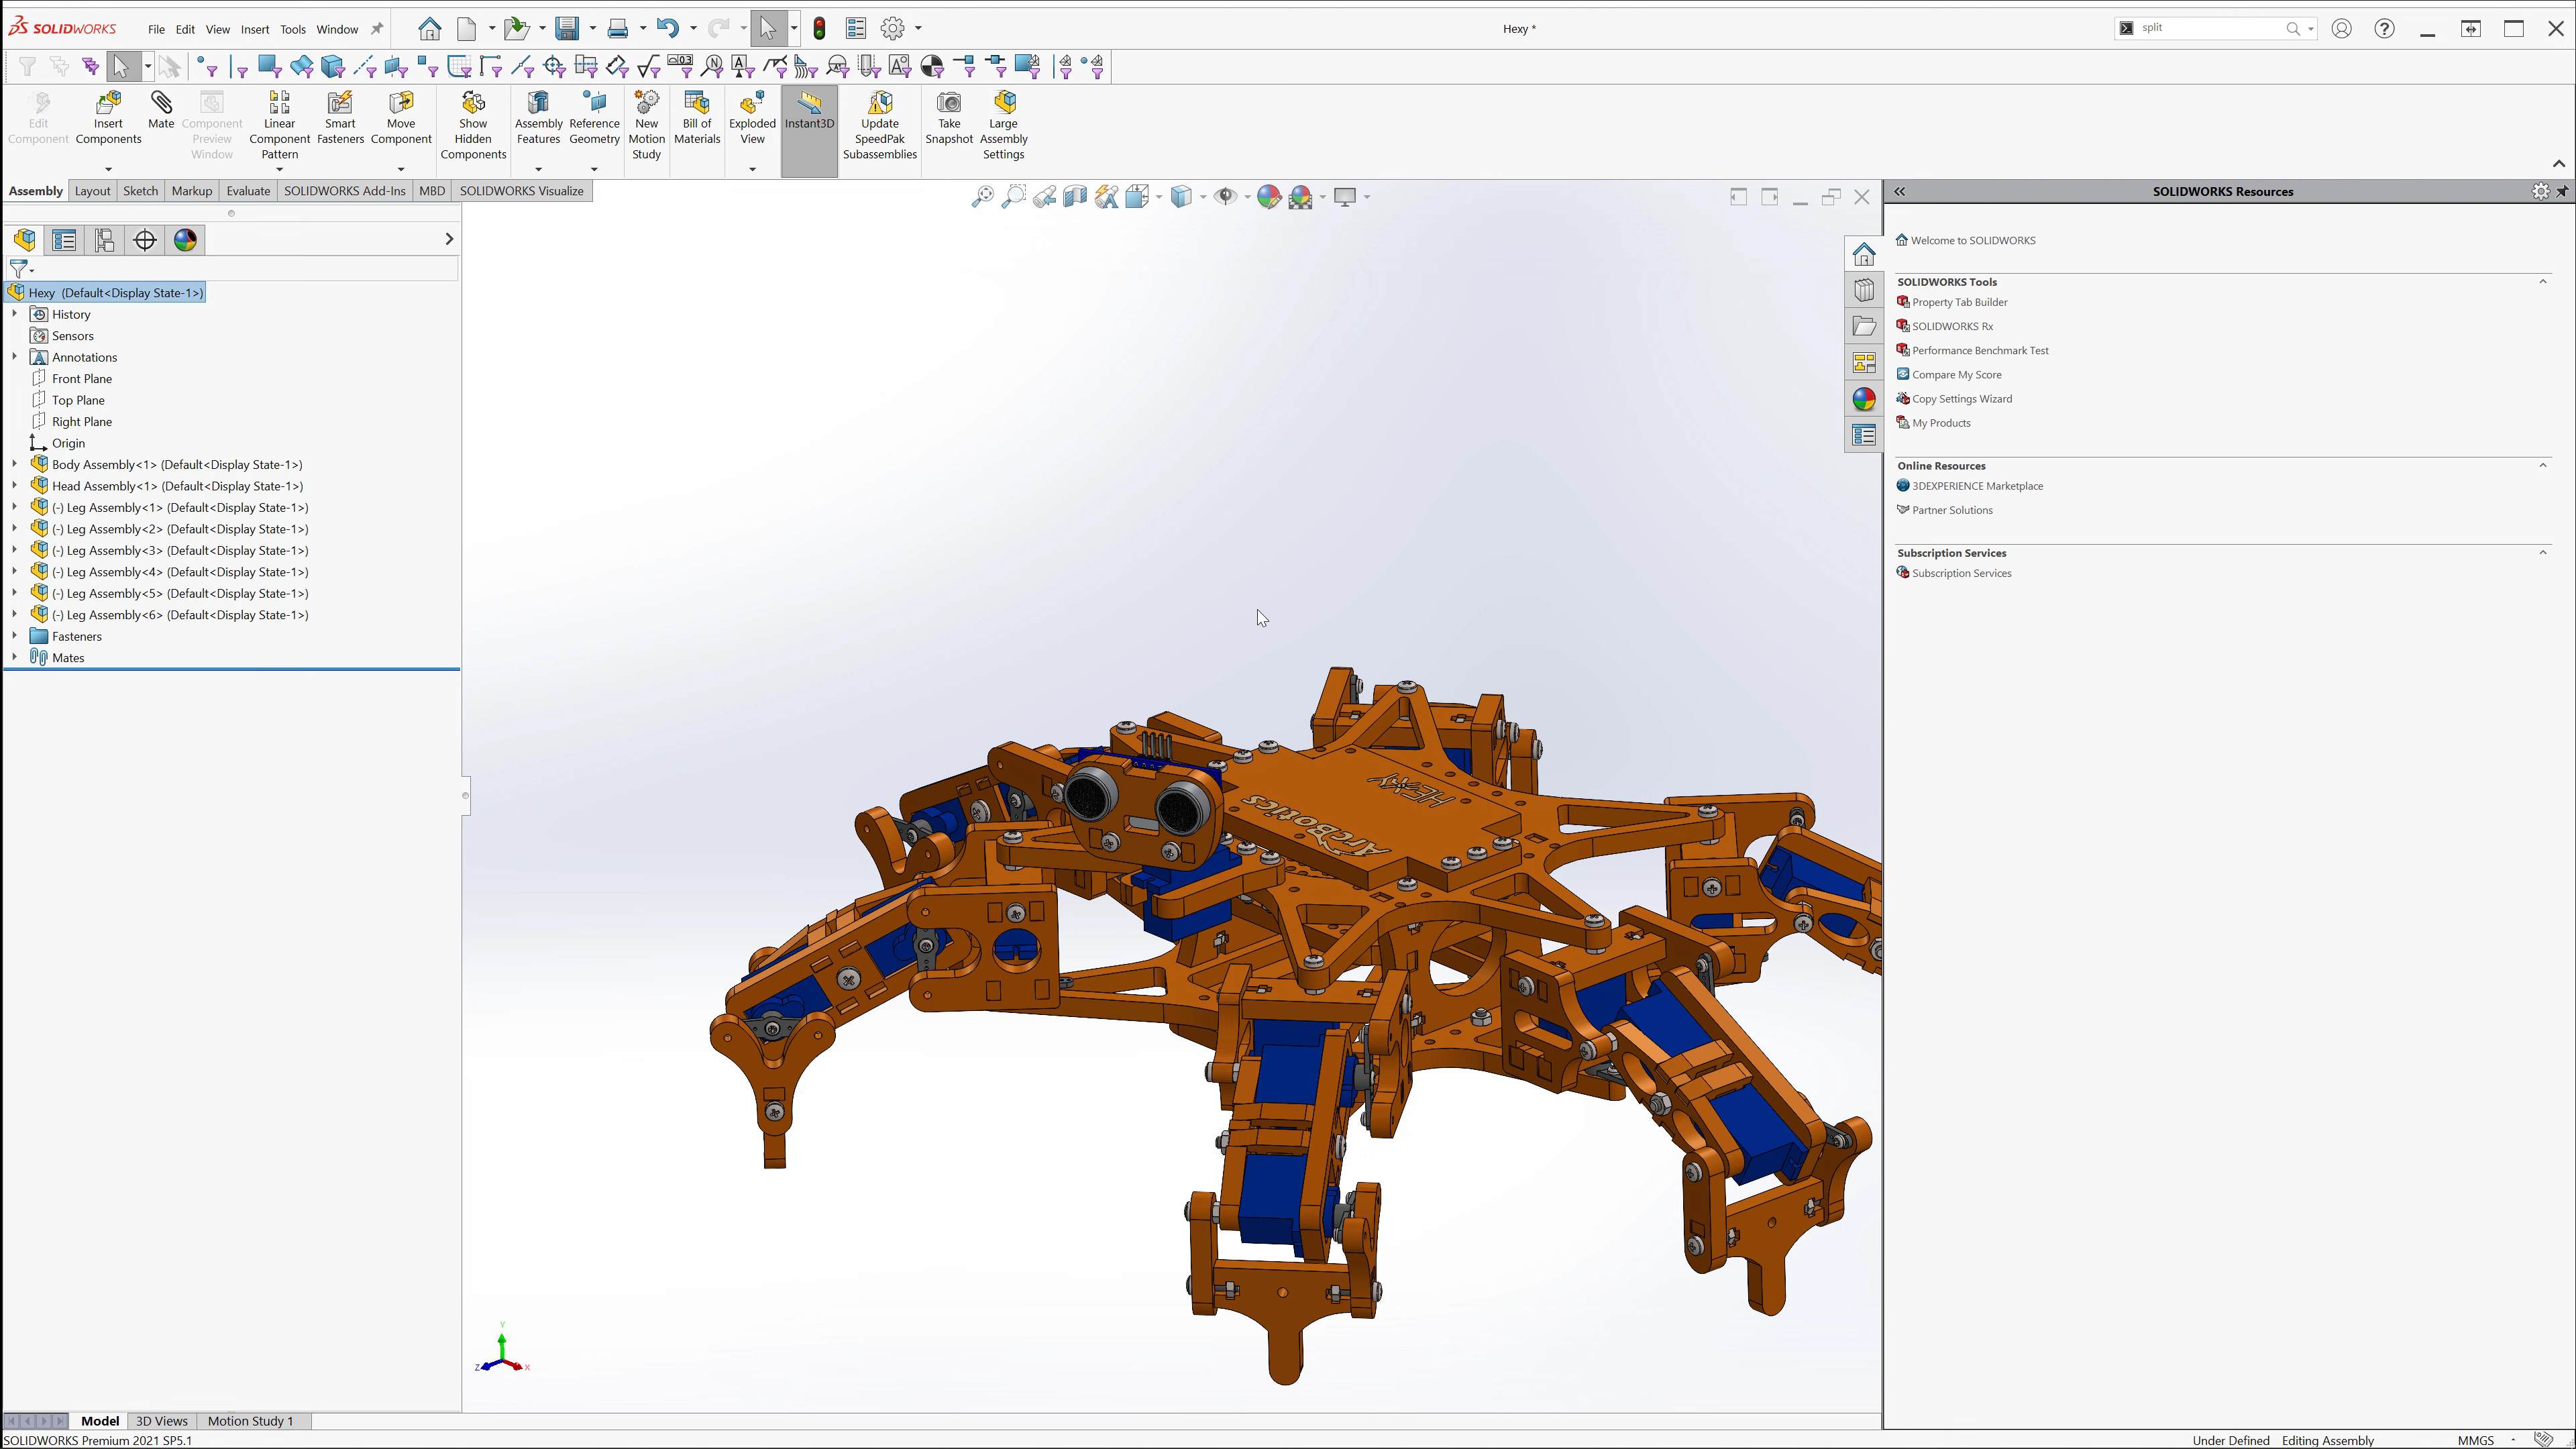 SOLIDWORKS File Edit View Insert Tools Window Hexy * split
Edit Component
Insert Components
Mate
Component Preview Window
Linear Component Pattern
Smart Fasteners
Move Component
Show Hidden Components
Assembly Features
Reference Geometry
New Motion Study
Bill of Materials
Exploded View
Instant3D
Update SpeedPak Subassemblies
Take Snapshot
Large Assembly Settings
Assembly Layout Sketch Markup Evaluate SOLIDWORKS Add-Ins MBD SOLIDWORKS Visualize
Hexy (Default<Display State-1>)
History
Sensors
Annotations
Front Plane
Top Plane
Right Plane
Origin
Body Assembly<1> (Default<Display State-1>)
Head Assembly<1> (Default<Display State-1>)
(-) Leg Assembly<1> (Default<Display State-1>)
(-) Leg Assembly<2> (Default<Display State-1>)
(-) Leg Assembly<3> (Default<Display State-1>)
(-) Leg Assembly<4> (Default<Display State-1>)
(-) Leg Assembly<5> (Default<Display State-1>)
(-) Leg Assembly<6> (Default<Display State-1>)
Fasteners
Mates
HEXY
ArcBotics
Y
Z
X
SOLIDWORKS Resources
Welcome to SOLIDWORKS
SOLIDWORKS Tools
Property Tab Builder
SOLIDWORKS Rx
Performance Benchmark Test
Compare My Score
Copy Settings Wizard
My Products
Online Resources
3DEXPERIENCE Marketplace
Partner Solutions
Subscription Services
Subscription Services
Model 3D Views Motion Study 1
SOLIDWORKS Premium 2021 SP5.1 Under Defined Editing Assembly MMGS